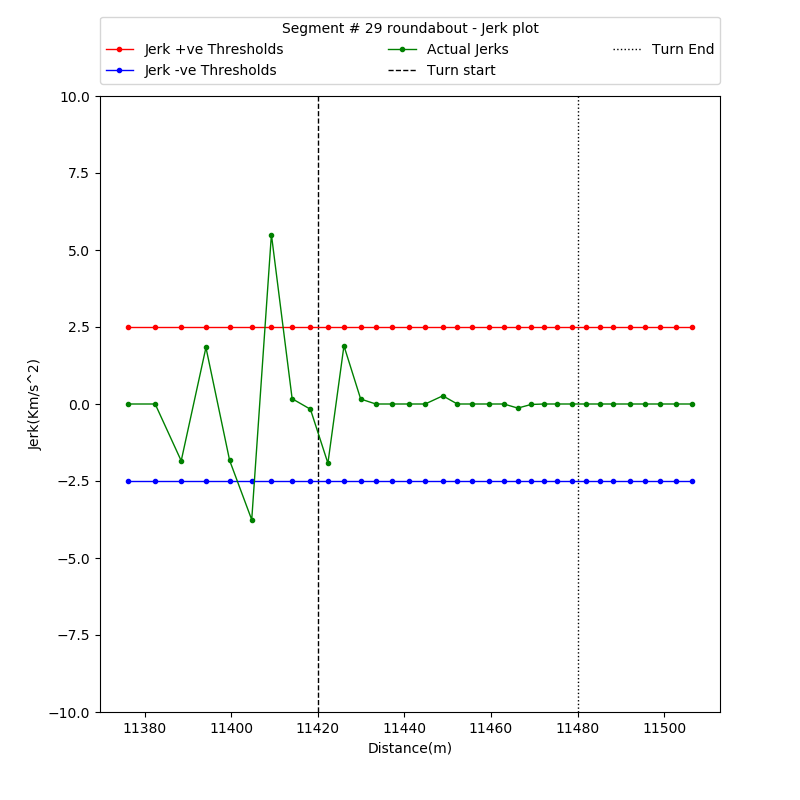 Segment # 29 roundabout - Jerk plot
Jerk +ve Thresholds
Jerk -ve Thresholds
Actual Jerks
Turn start
Turn End
10.0
7.5
5.0
2.5
0.0
−2.5
−5.0
−7.5
−10.0
Jerk(Km/s^2)
11380 11400 11420 11440 11460 11480 11500
Distance(m)